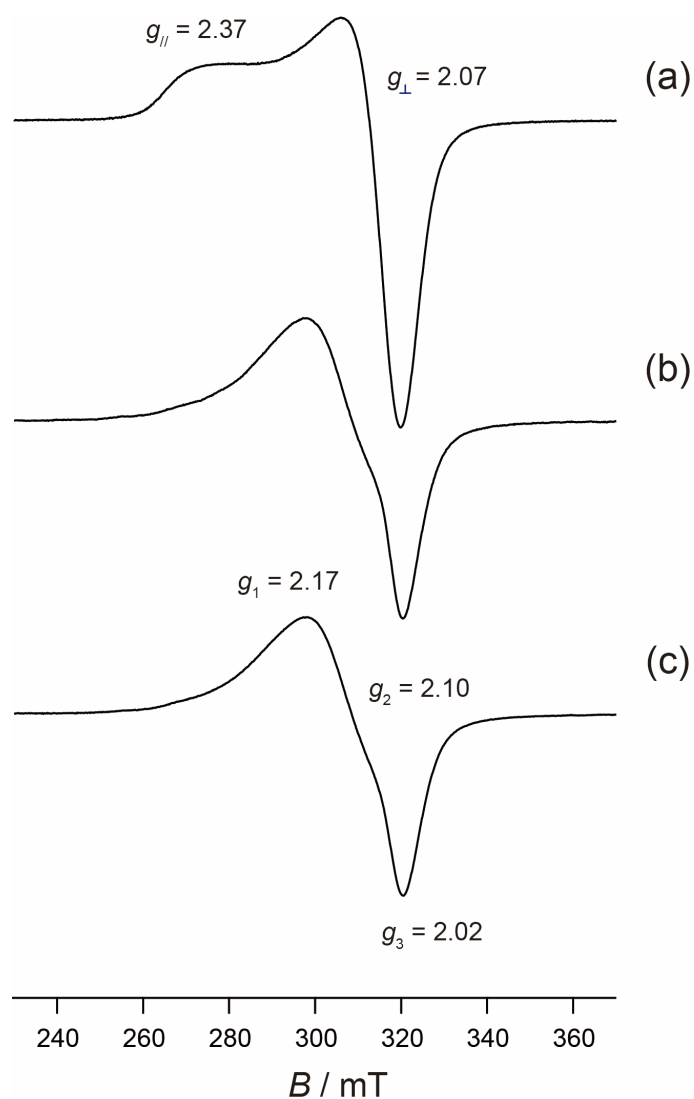 g// = 2.37
(a)
g⊥ = 2.07
(b)
g1 = 2.17
(c)
g2 = 2.10
g3 = 2.02
240 260 280 300 320 340 360
B / mT